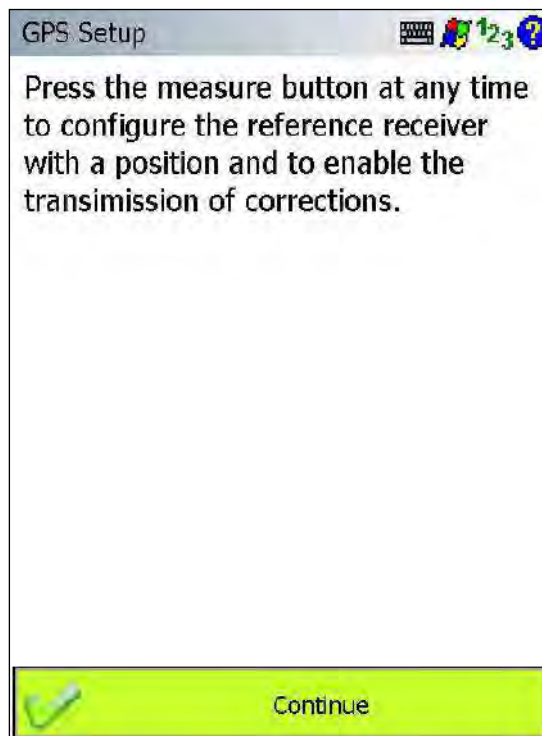 GPS Setup 123 ?
Press the measure button at any time
to configure the reference receiver
with a position and to enable the
transimission of corrections.
Continue